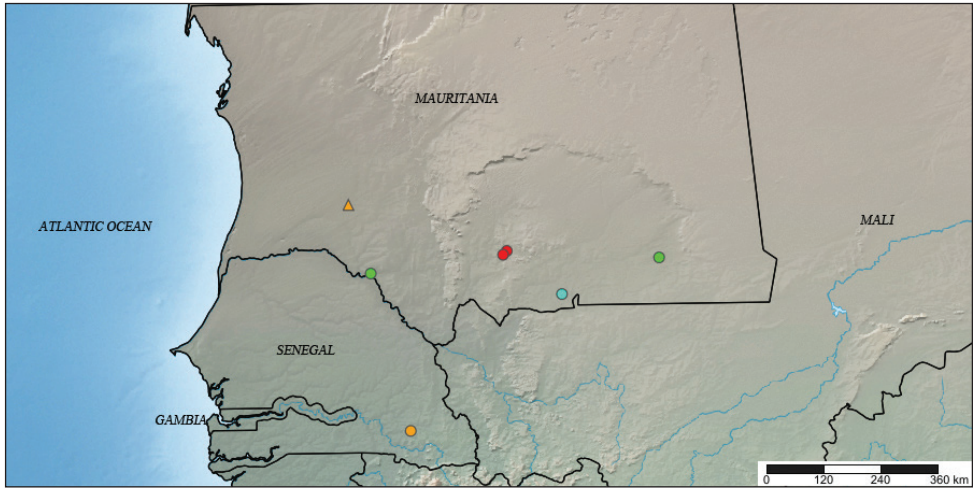 MAURITANIA
ATLANTIC OCEAN
MALI
SENEGAL
GAMBIA
0 120 240 360 km